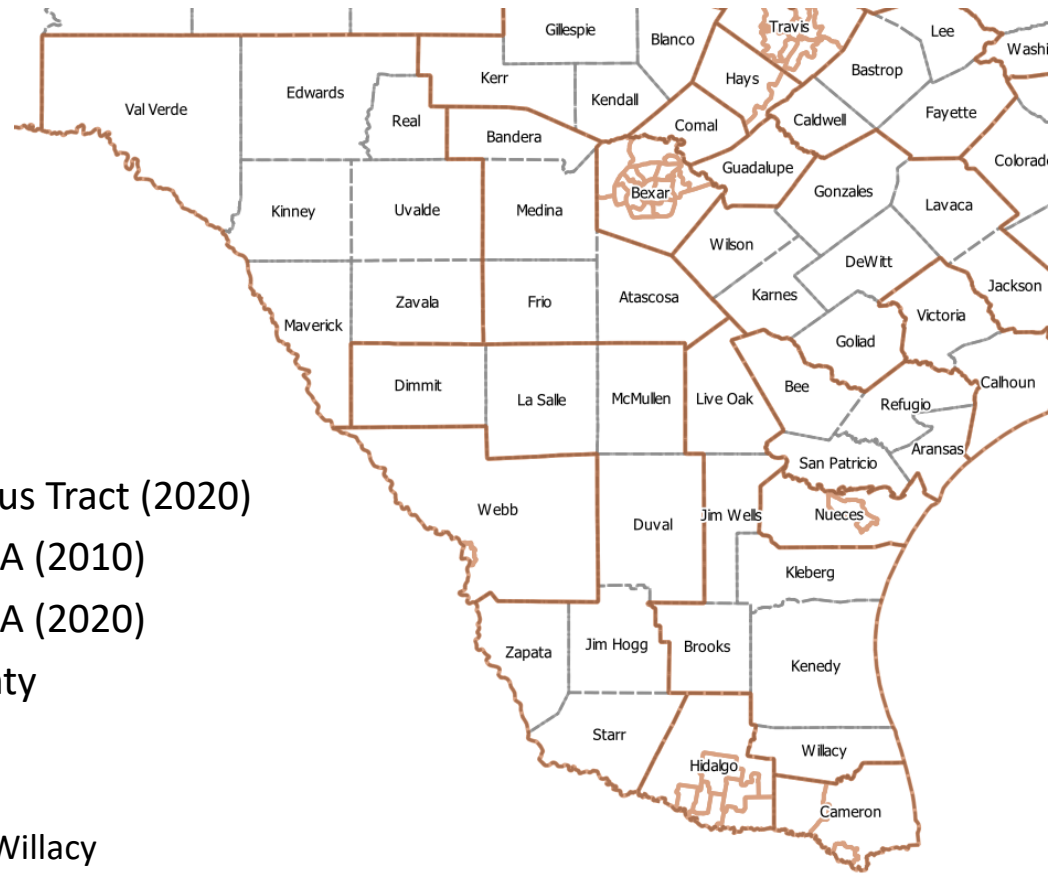 Gillespie
Travis
Lee
Blanco
Washi
Hays
Bastrop
Kerr
Edwards
Kendall
Val Verde
Fayette
Real
Caldwell
Comal
Bandera
Colorado
Guadalupe
Bexar
Gonzales
Lavaca
Kinney
Uvalde
Medina
Wilson
DeWitt
Jackson
Karnes
Atascosa
Zavala
Frio
Victoria
Maverick
Goliad
Calhoun
Dimmit
Bee
La Salle
McMullen
Live Oak
Refugio
Aransas
San Patricio
us Tract (2020)
Webb
Jim Wells
Nueces
Duval
A (2010)
Kleberg
A (2020)
Jim Hogg
Brooks
Zapata
Kenedy
nty
Starr
Willacy
Hidalgo
Cameron
Willacy